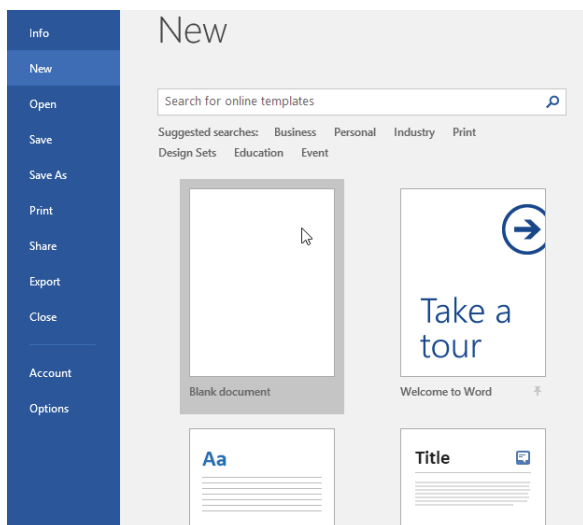 Info
New
Open
Save
Save As
Print
Share
Export
Close
Account
Options
New
Search for online templates
Suggested searches: Business Personal Industry Print
Design Sets Education Event
Take a
tour
Blank document
Welcome to Word
Aa
Title